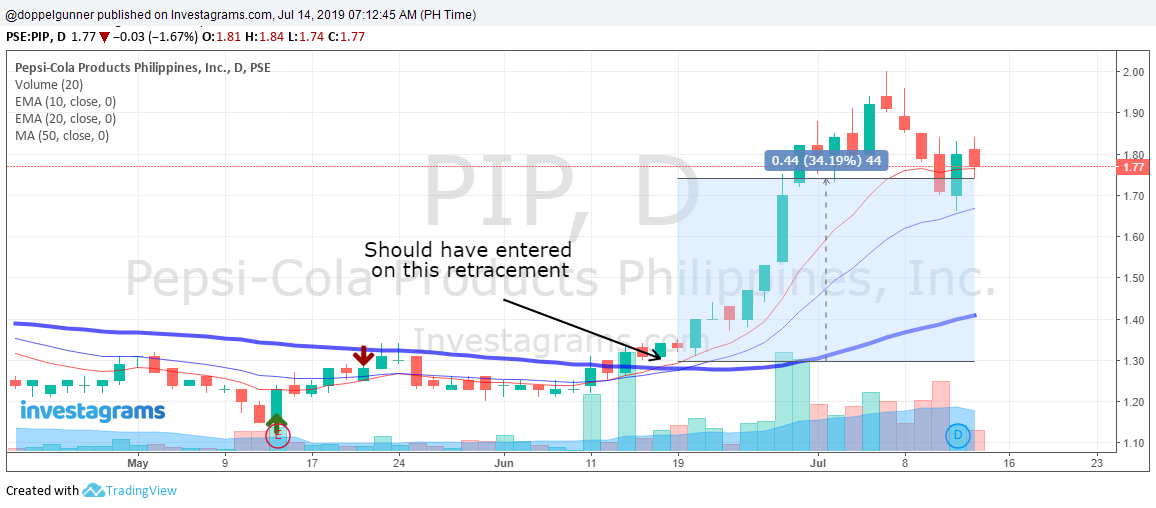 @doppelgunner published on Investagrams.com, Jul 14, 2019 07:12:45 AM (PH Time)
PSE:PIP, D 1.77 ▼ −0.03 (−1.67%) O:1.81 H:1.84 L:1.74 C:1.77
Pepsi-Cola Products Philippines, Inc., D, PSE
Volume (20)
EMA (10, close, 0)
EMA (20, close, 0)
MA (50, close, 0)
2.00
1.90
1.80
1.77
1.70
1.60
1.50
1.40
1.30
1.20
1.10
0.44 (34.19%) 44
PIP, D
Should have entered
on this retracement
Pepsi-Cola Products Philippines, Inc.
Investagrams.com
investagrams
E
D
May 9 17 24 Jun 11 19 Jul 8 16 23
Created with TradingView